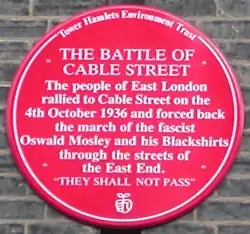 Tower Hamlets Environment Trust
THE BATTLE OF
CABLE STREET
The people of East London
rallied to Cable Street on the
4th October 1936 and forced back
the march of the fascist
Oswald Mosley and his Blackshirts
through the streets of
the East End.
"THEY SHALL NOT PASS"